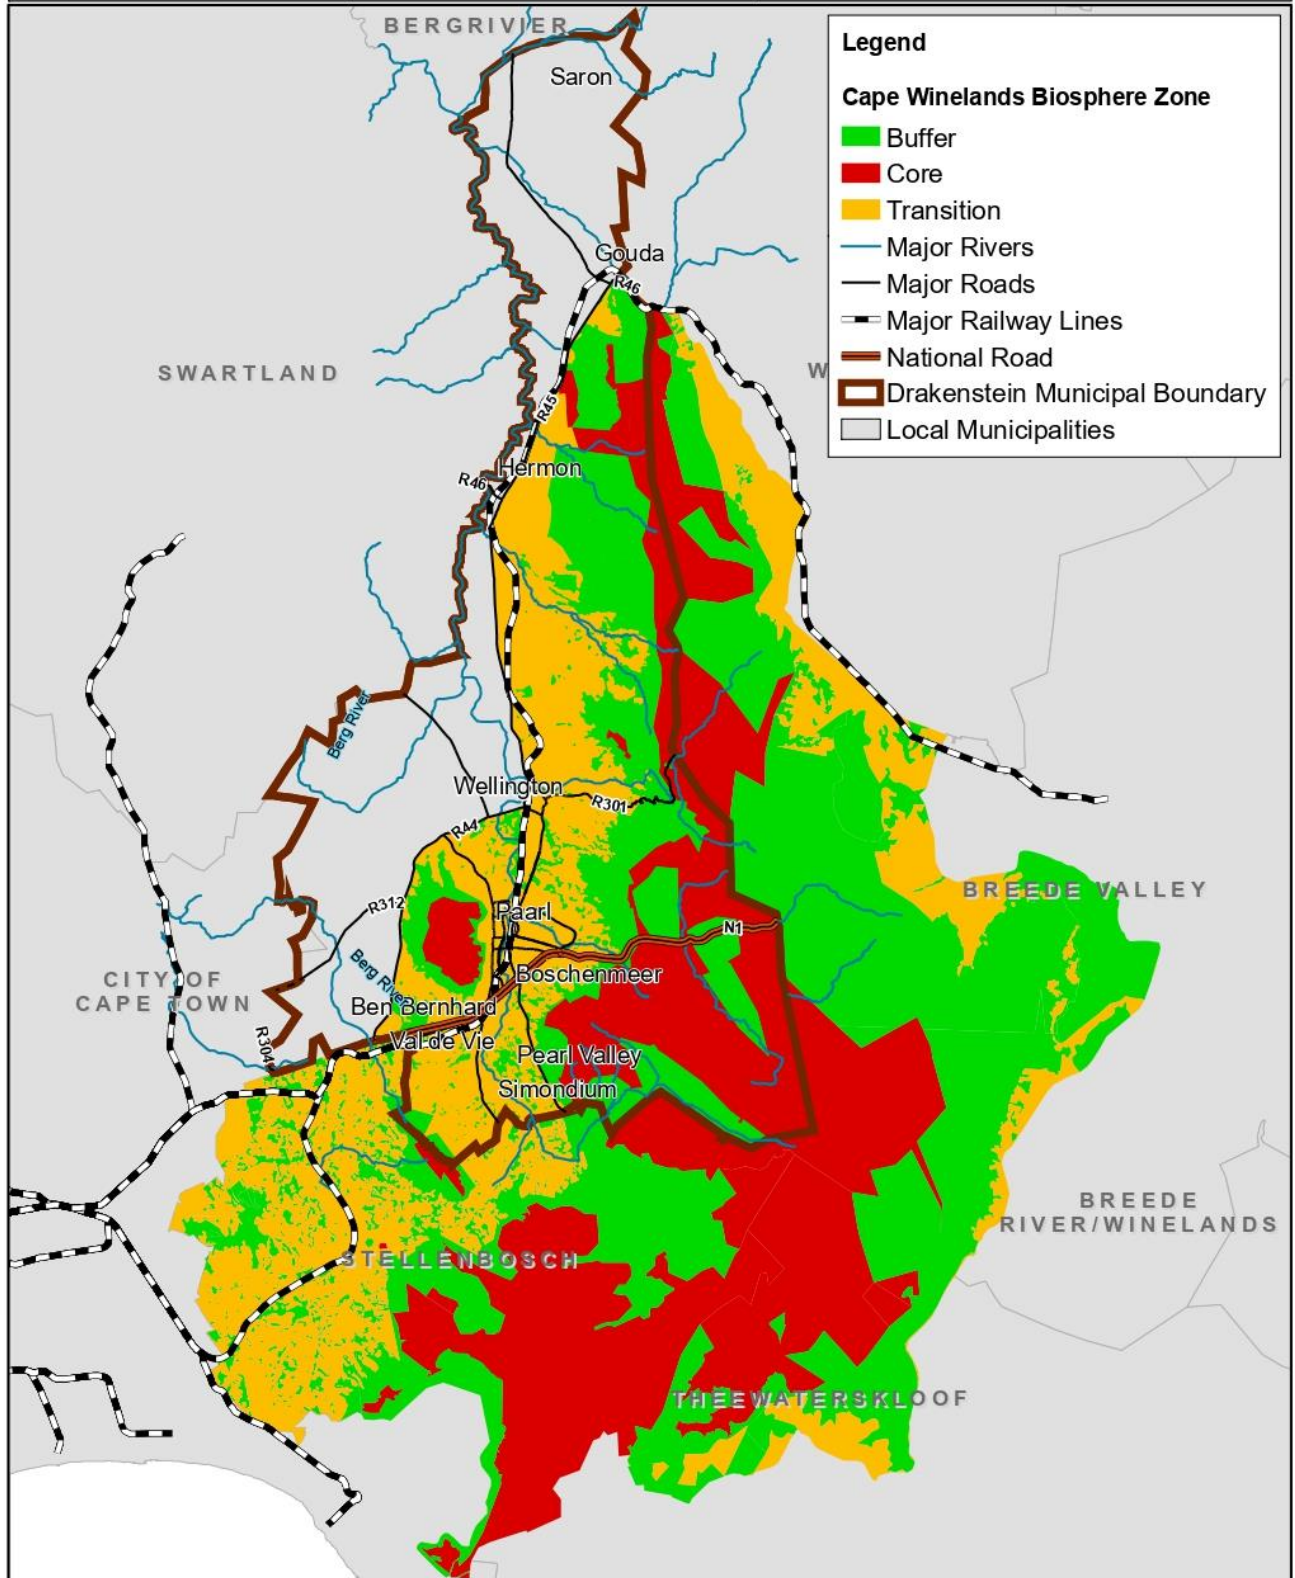 BERGRIVIER
Saron
Legend
Cape Winelands Biosphere Zone
Buffer
Core
Transition
Major Rivers
Major Roads
Major Railway Lines
National Road
Drakenstein Municipal Boundary
Local Municipalities
Gouda
R46
SWARTLAND
W
R45
Hermon
R46
Berg River
Wellington
R301
R44
BREEDE VALLEY
R312
Paarl
N1
Berg River
Boschenmeer
CITY OF
CAPE TOWN
Ben Bernhard
R304
Val de Vie
Pearl Valley
Simondium
BREEDE
RIVER/WINELANDS
STELLENBOSCH
THEEWATERSKLOOF